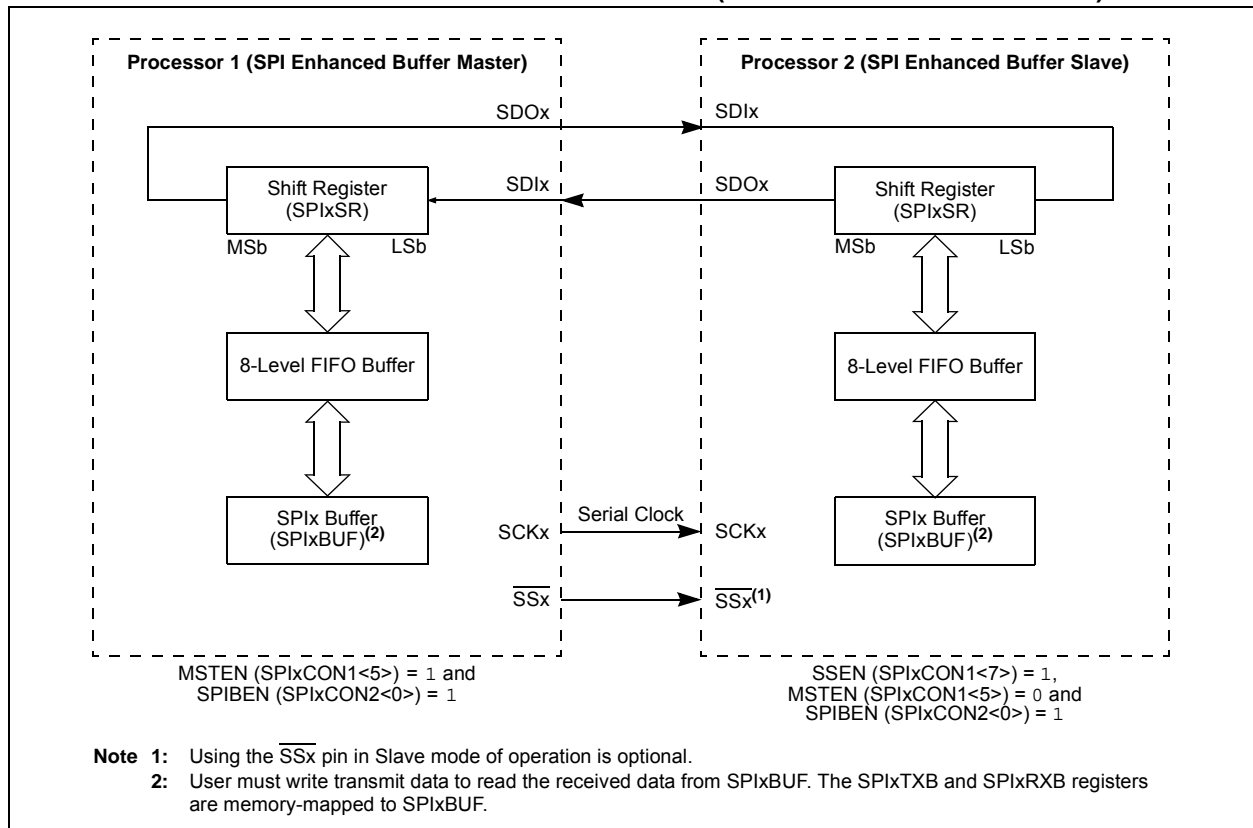 Processor 1 (SPI Enhanced Buffer Master)
Processor 2 (SPI Enhanced Buffer Slave)
SDOx
SDIx
Shift Register
(SPIxSR)
SDIx
SDOx
Shift Register
(SPIxSR)
MSb
LSb
MSb
LSb
8-Level FIFO Buffer
8-Level FIFO Buffer
SPIx Buffer
(SPIxBUF)(2)
SCKx
Serial Clock
SCKx
SPIx Buffer
(SPIxBUF)(2)
SSx
SSx(1)
MSTEN (SPIxCON1<5>) = 1 and
SPIBEN (SPIxCON2<0>) = 1
SSEN (SPIxCON1<7>) = 1,
MSTEN (SPIxCON1<5>) = 0 and
SPIBEN (SPIxCON2<0>) = 1
Note 1: Using the SSx pin in Slave mode of operation is optional.
2: User must write transmit data to read the received data from SPIxBUF. The SPIxTXB and SPIxRXB registers
are memory-mapped to SPIxBUF.